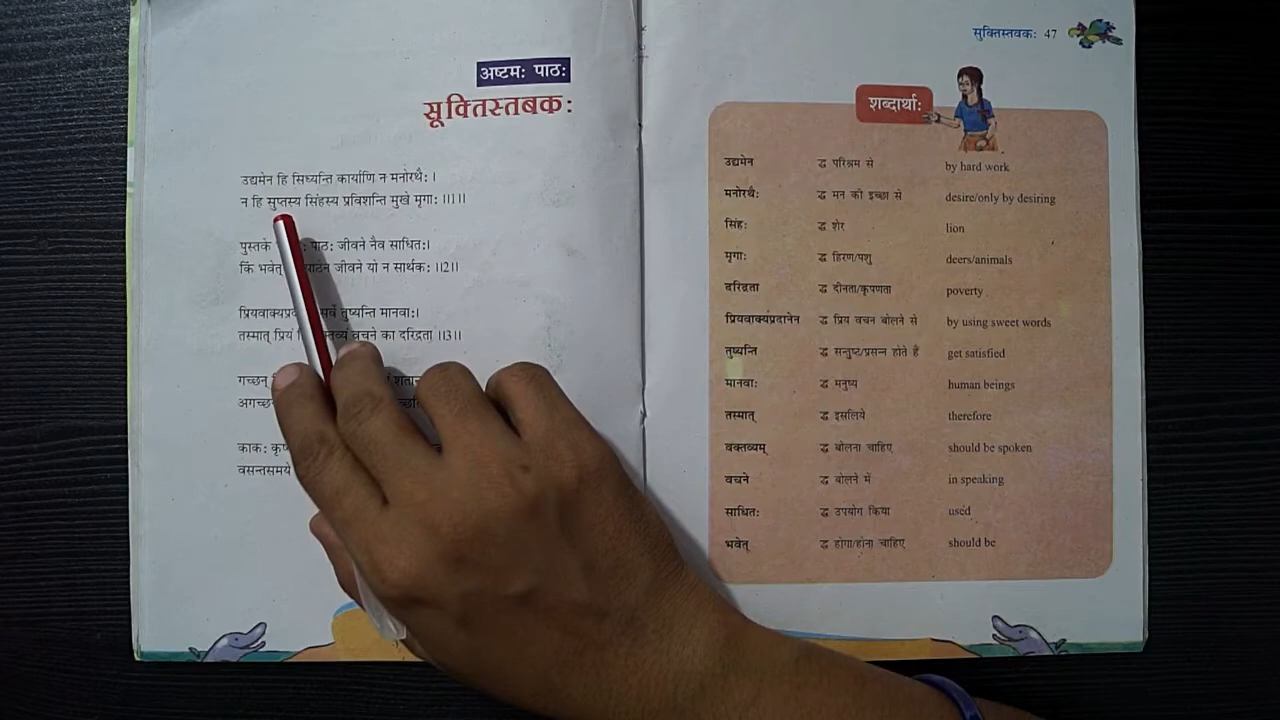 अष्टमः पाठः
सूक्तिस्तबकः
उद्यमेन हि सिध्यन्ति कार्याणि न मनोरथैः।
न हि सुप्तस्य सिंहस्य प्रविशन्ति मुखे मृगाः।।1।।
पुस्तके पाठः जीवने नैव साधितः।
किं भवेत् जीवने यो न सार्थकः।।2।।
सर्वे तुष्यन्ति मानवाः।
तस्मात् प्रियं वचने का दरिद्रता।।3।।
गच्छन्
काकः
वसन्तसमये
सुक्तिस्तवकः 47
शब्दार्थाः
उद्यमेन द्ध परिश्रम से by hard work
मनोरथैः द्ध मन की इच्छा से desire/only by desiring
सिंहः द्ध शेर lion
मृगाः द्ध हिरण/पशु deers/animals
दरिद्रता द्ध दीनता/कृपणता poverty
प्रियवाक्यप्रदानेन द्ध प्रिय वचन बोलने से by using sweet words
तुष्यन्ति द्ध सन्तुष्ट/प्रसन्न होते हैं get satisfied
मानवाः द्ध मनुष्य human beings
तस्मात् द्ध इसलिये therefore
वक्तव्यम् द्ध बोलना चाहिए should be spoken
वचने द्ध बोलने में in speaking
साधितः द्ध उपयोग किया used
भवेत् द्ध होगा/होना चाहिए should be